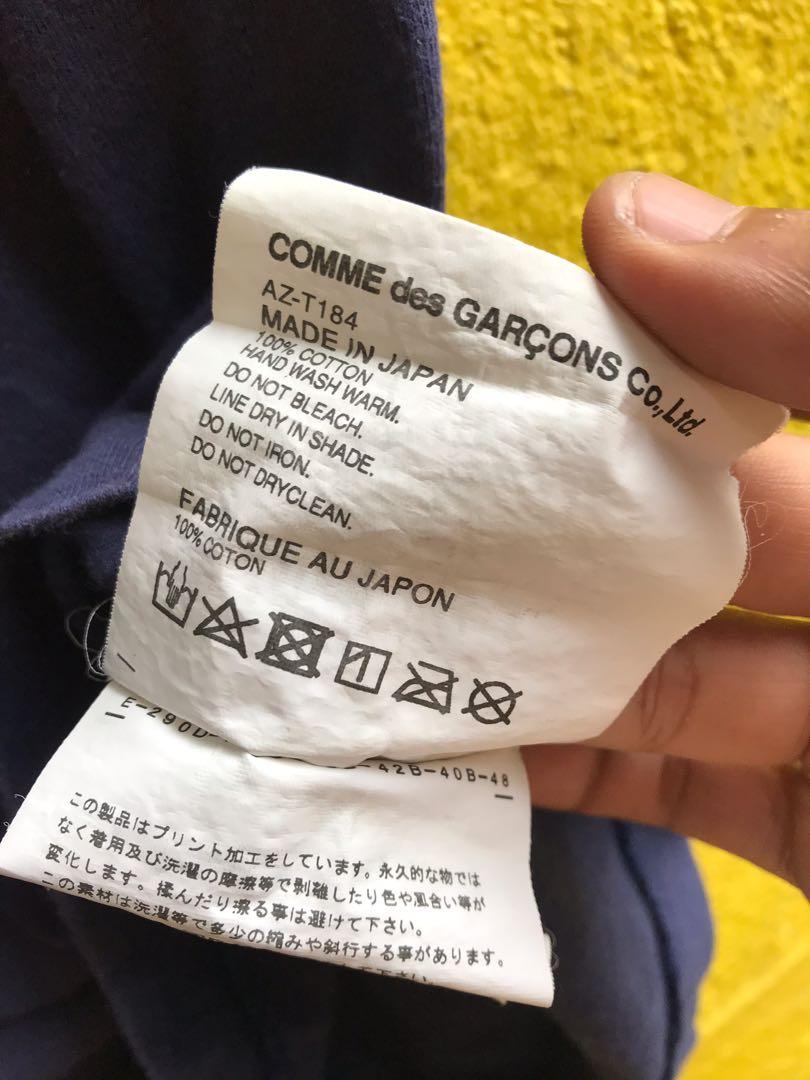 COMME des GARÇONS Co.,Ltd.
AZ-T184
MADE IN JAPAN
100% COTTON
HAND WASH WARM.
DO NOT BLEACH.
LINE DRY IN SHADE.
DO NOT IRON.
DO NOT DRYCLEAN.
FABRIQUE AU JAPON
100% COTON
E-290D- -42B-40B-48
この製品はプリント加工をしています。永久的な物では
なく着用及び洗濯の摩擦等で剥離したり色や風合い等が
変化します。揉んだり擦る事は避けて下さい。
この素材は洗濯等で多少の縮みや斜行する事があります。